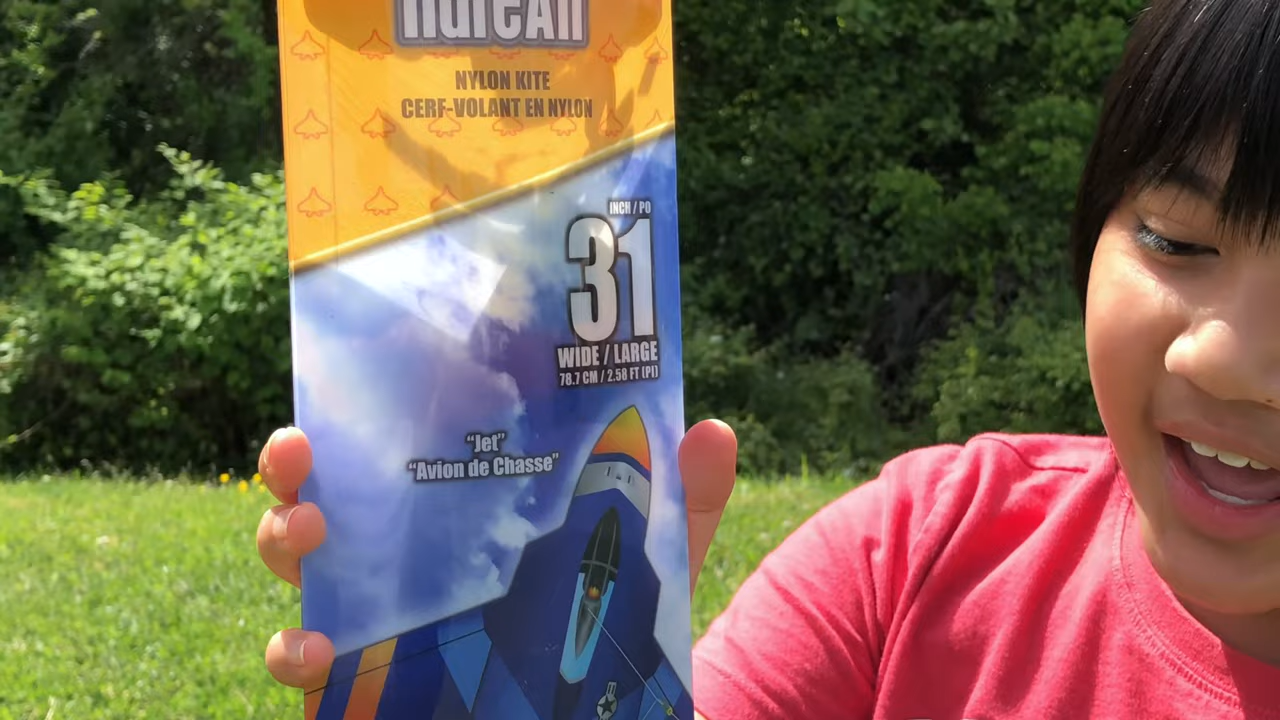 NYLON KITE
CERF-VOLANT EN NYLON
INCH / PO
31
WIDE / LARGE
78.7 CM / 2.58 FT (PI)
“Jet”
“Avion de Chasse”